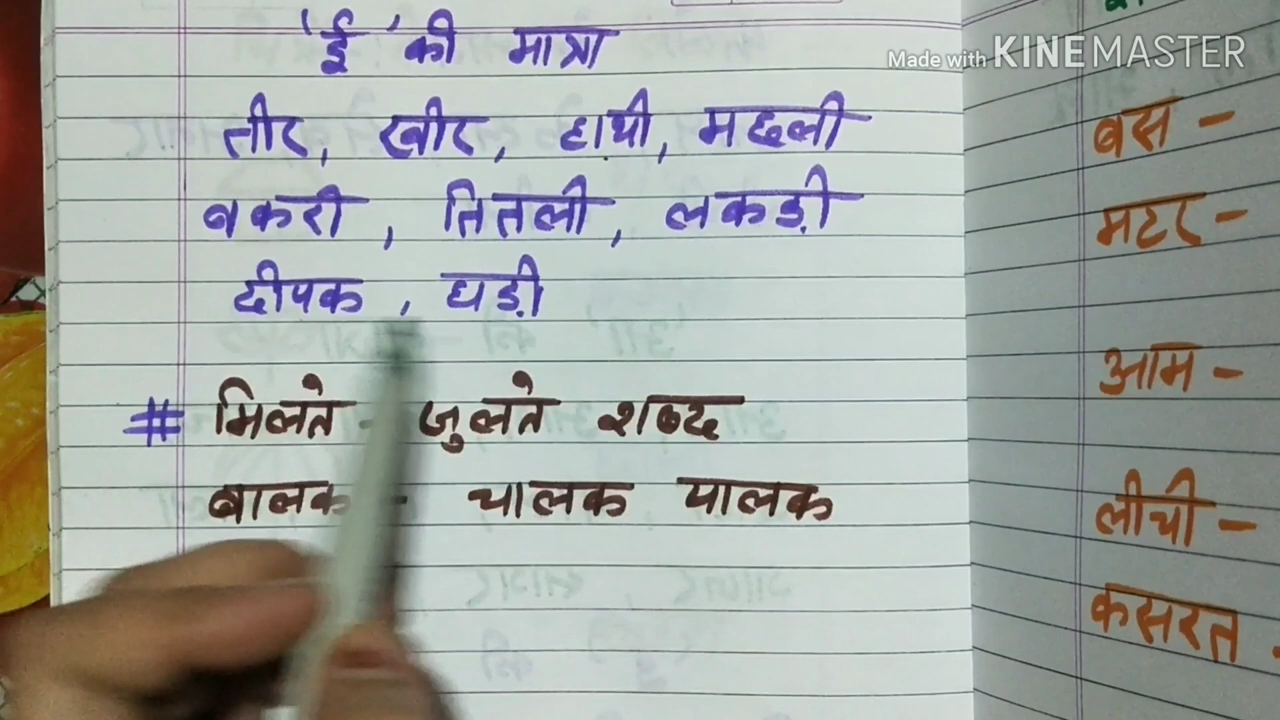 'ई' की मात्रा
तीर, खीर, हाथी, मछली
बकरी, तितली, लकड़ी
दीपक, घड़ी
# मिलते - जुलते शब्द
बालक - चालक पालक
Made with KINEMASTER
बस -
मटर -
आम -
लीची -
कसरत -